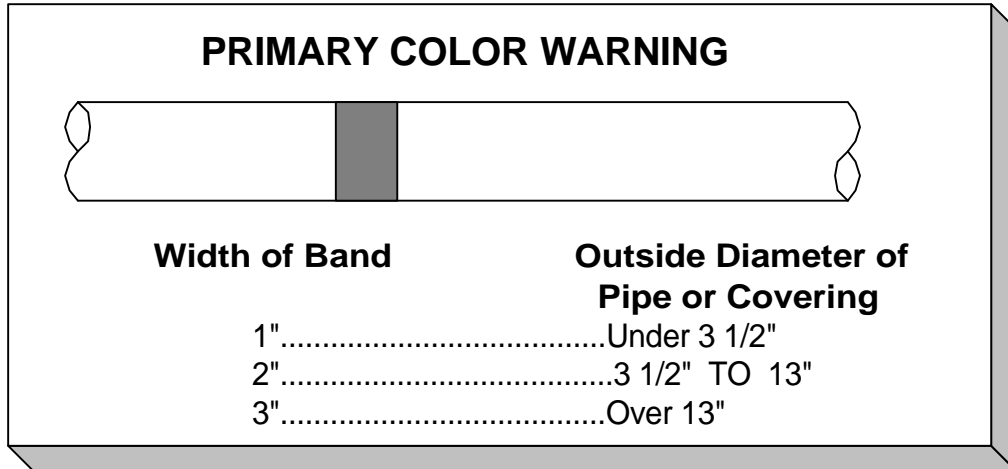 PRIMARY COLOR WARNING
Width of Band Outside Diameter of
Pipe or Covering
1".......................................Under 3 1/2"
2"........................................3 1/2" TO 13"
3".......................................Over 13"